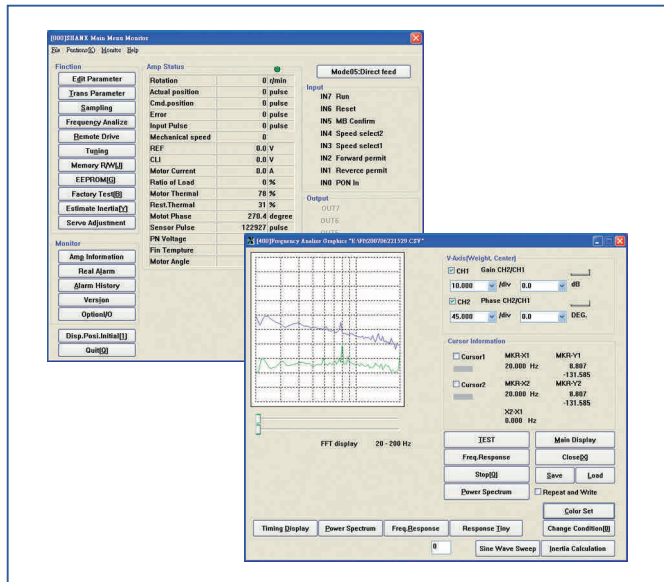 [000]SHANX Main Menu Monitor
File Fuctions(K) Monitor Help
Finction
Edit Parameter
Trans Parameter
Sampling
Frequency Analize
Remote Drive
Tuning
Memory R/W[J]
EEPROM[G]
Factory Test[B]
Estimate Inertia[Y]
Servo Adjustment
Monitor
Amp Information
Real Alarm
Alarm History
Version
OptionI/O
Disp.Posi.Initial[1]
Quit[Q]
Amp Status
Rotation 0 r/min
Actual position 0 pulse
Cmd.position 0 pulse
Error 0 pulse
Input Pulse 0 pulse
Mechanical speed 0
REF 0.0 V
CLI 0.0 V
Motor Current 0.0 A
Ratio of Load 0 %
Motor Thermal 78 %
Rest.Thermal 31 %
Motot Phase 270.4 degree
Sensor Pulse 122927 pulse
PN Voltage
Fin Tempture
Motor Angle
Mode05:Direct feed
Input
IN7 Run
IN6 Reset
IN5 MB Confirm
IN4 Speed select2
IN3 Speed select1
IN2 Forward permit
IN1 Reverce permit
IN0 PON In
Output
OUT7
OUT6
[400]Frequency Analize Graphics
V-Axis[Weight, Center]
CH1 Gain CH2/CH1
10.000 /div 0.0 dB
CH2 Phase CH2/CH1
45.000 /div 0.0 DEG.
Cursor Information
Cursor1 MKR-X1 MKR-Y1
20.000 Hz 8.807
-131.585
Cursor2 MKR-X2 MKR-Y2
20.000 Hz 8.807
-131.585
X2-X1
0.000 Hz
FFT display 20 - 200 Hz
TEST Main Display
Freq.Response Close[X]
Stop[Q] Save Load
Power Spectrum Repeat and Write
Color Set
Timing Display Power Spectrum Freq.Response Response Tiny Change Condition[0]
0 Sine Wave Sweep Inertia Calculation